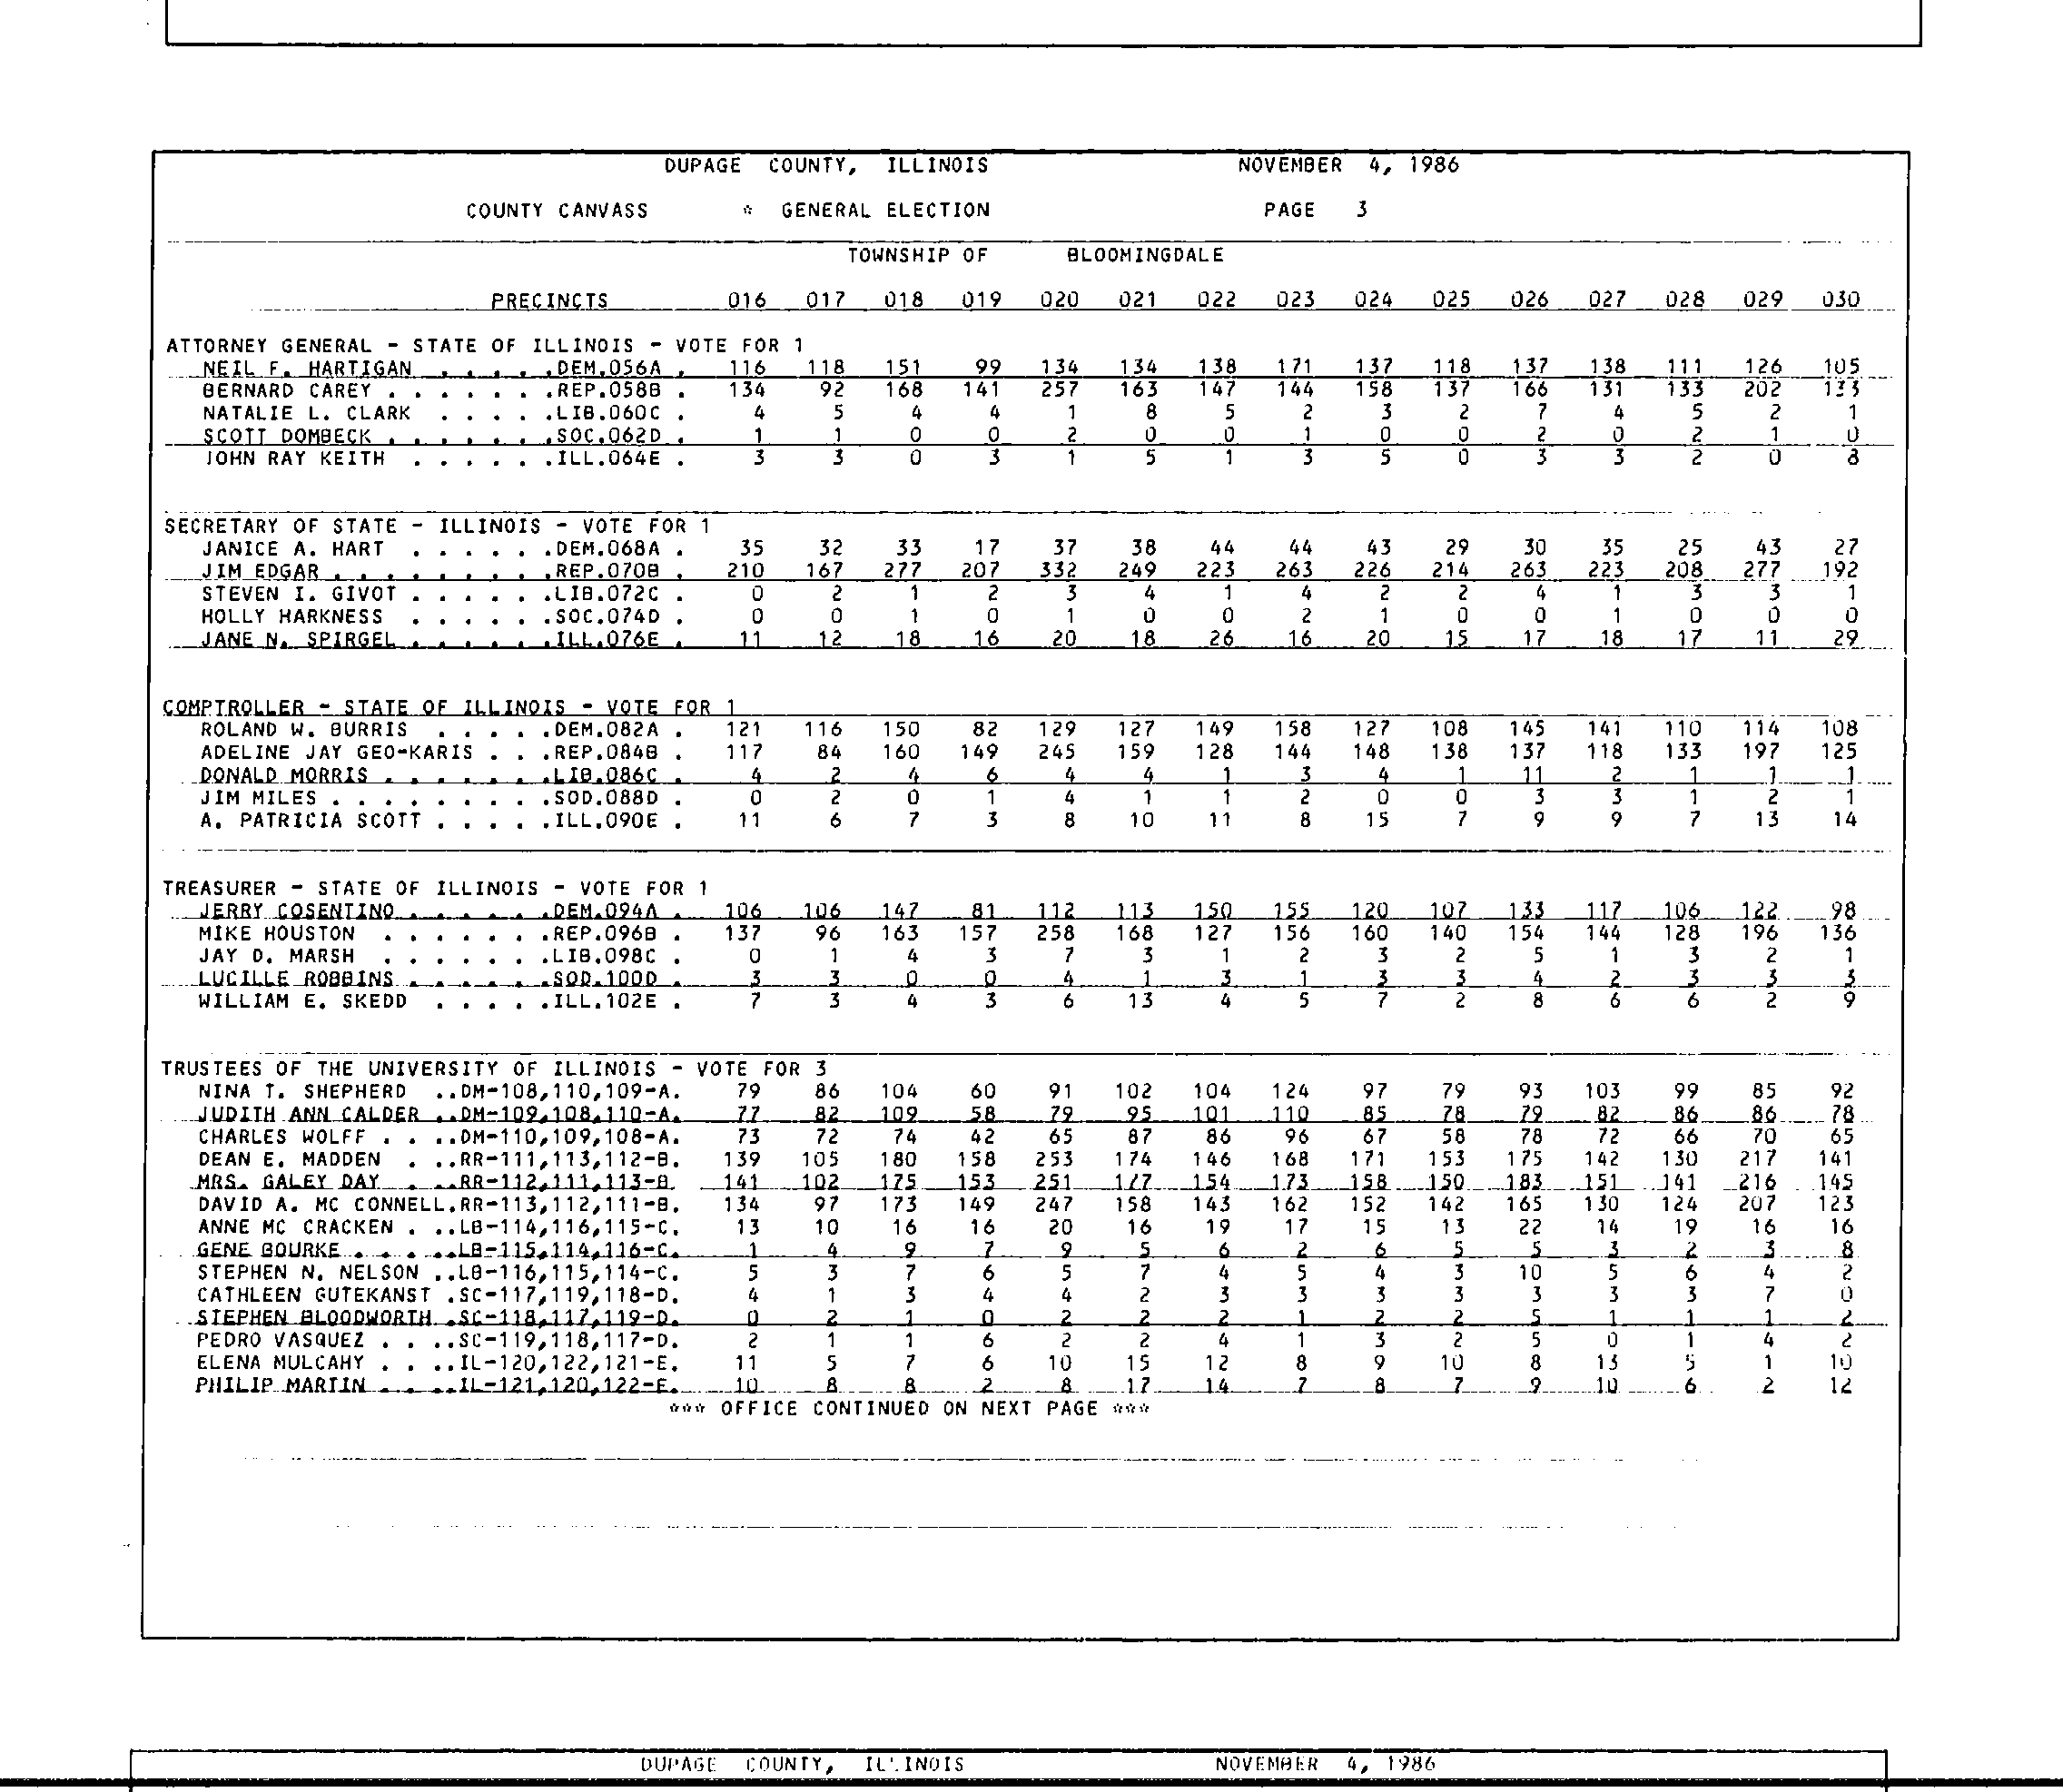 DUPAGE COUNTY, ILLINOIS NOVEMBER 4, 1986
COUNTY CANVASS * GENERAL ELECTION PAGE 3
TOWNSHIP OF BLOOMINGDALE
PRECINCTS 016 017 018 019 020 021 022 023 024 025 026 027 028 029 030
ATTORNEY GENERAL - STATE OF ILLINOIS - VOTE FOR 1
NEIL F. HARTIGAN . . . . . .DEM.056A . 116 118 151 99 134 134 138 171 137 118 137 138 111 126 105
BERNARD CAREY . . . . . . .REP.058B . 134 92 168 141 257 163 147 144 158 137 166 131 133 202 133
NATALIE L. CLARK . . . . .LIB.060C . 4 5 4 4 1 8 5 2 3 2 7 4 5 2 1
SCOTT DOMBECK . . . . . . .SOC.062D . 1 1 0 0 2 0 0 1 0 0 2 0 2 1 0
JOHN RAY KEITH . . . . . .ILL.064E . 3 3 0 3 1 5 1 3 5 0 3 3 2 0 8
SECRETARY OF STATE - ILLINOIS - VOTE FOR 1
JANICE A. HART . . . . . .DEM.068A . 35 32 33 17 37 38 44 44 43 29 30 35 25 43 27
JIM EDGAR . . . . . . . . .REP.070B . 210 167 277 207 332 249 223 263 226 214 263 223 208 277 192
STEVEN I. GIVOT . . . . . .LIB.072C . 0 2 1 2 3 4 1 4 2 2 4 1 3 3 1
HOLLY HARKNESS . . . . . .SOC.074D . 0 0 1 0 1 0 0 2 1 0 0 1 0 0 0
JANE N. SPIRGEL . . . . . .ILL.076E . 11 12 18 16 20 18 26 16 20 15 17 18 17 11 29
COMPTROLLER - STATE OF ILLINOIS - VOTE FOR 1
ROLAND W. BURRIS . . . . .DEM.082A . 121 116 150 82 129 127 149 158 127 108 145 141 110 114 108
ADELINE JAY GEO-KARIS . . .REP.084B . 117 84 160 149 245 159 128 144 148 138 137 118 133 197 125
DONALD MORRIS . . . . . . .LIB.086C . 4 2 4 6 4 4 1 3 4 1 11 2 1 1 1
JIM MILES . . . . . . . . .SOD.088D . 0 2 0 1 4 1 1 2 0 0 3 3 1 2 1
A. PATRICIA SCOTT . . . . .ILL.090E . 11 6 7 3 8 10 11 8 15 7 9 9 7 13 14
TREASURER - STATE OF ILLINOIS - VOTE FOR 1
JERRY COSENTINO . . . . . .DEM.094A . 106 106 147 81 112 113 150 155 120 107 133 117 106 122 98
MIKE HOUSTON . . . . . . .REP.096B . 137 96 163 157 258 168 127 156 160 140 154 144 128 196 136
JAY D. MARSH . . . . . . .LIB.098C . 0 1 4 3 7 3 1 2 3 2 5 1 3 2 1
LUCILLE ROBBINS . . . . . .SOD.100D . 3 3 0 0 4 1 3 1 3 3 4 2 3 3 3
WILLIAM E. SKEDD . . . . .ILL.102E . 7 3 4 3 6 13 4 5 7 2 8 6 6 2 9
TRUSTEES OF THE UNIVERSITY OF ILLINOIS - VOTE FOR 3
NINA T. SHEPHERD ..DM-108,110,109-A. 79 86 104 60 91 102 104 124 97 79 93 103 99 85 92
JUDITH ANN CALDER ..DM-109,108,110-A. 77 82 109 58 79 95 101 110 85 78 79 82 86 86 78
CHARLES WOLFF . . ..DM-110,109,108-A. 73 72 74 42 65 87 86 96 67 58 78 72 66 70 65
DEAN E. MADDEN . ..RR-111,113,112-B. 139 105 180 158 253 174 146 168 171 153 175 142 130 217 141
MRS. GALEY DAY . ..RR-112,111,113-B. 141 102 175 153 251 177 154 173 158 150 183 151 141 216 145
DAVID A. MC CONNELL.RR-113,112,111-B. 134 97 173 149 247 158 143 162 152 142 165 130 124 207 123
ANNE MC CRACKEN . ..LB-114,116,115-C. 13 10 16 16 20 16 19 17 15 13 22 14 19 16 16
GENE BOURKE . . . ..LB-115,114,116-C. 1 4 9 7 9 5 6 2 6 5 5 3 2 3 8
STEPHEN N. NELSON ..LB-116,115,114-C. 5 3 7 6 5 7 4 5 4 3 10 5 6 4 2
CATHLEEN GUTEKANST .SC-117,119,118-D. 4 1 3 4 4 2 3 3 3 3 3 3 3 7 0
STEPHEN BLOODWORTH .SC-118,117,119-D. 0 2 1 0 2 2 2 1 2 2 5 1 1 1 2
PEDRO VASQUEZ . . ..SC-119,118,117-D. 2 1 1 6 2 2 4 1 3 2 5 0 1 4 2
ELENA MULCAHY . . ..IL-120,122,121-E. 11 5 7 6 10 15 12 8 9 10 8 13 5 1 10
PHILIP MARTIN . . ..IL-121,120,122-E. 10 8 8 2 8 17 14 7 8 7 9 10 6 2 12
*** OFFICE CONTINUED ON NEXT PAGE ***
DUPAGE COUNTY, ILLINOIS NOVEMBER 4, 1986